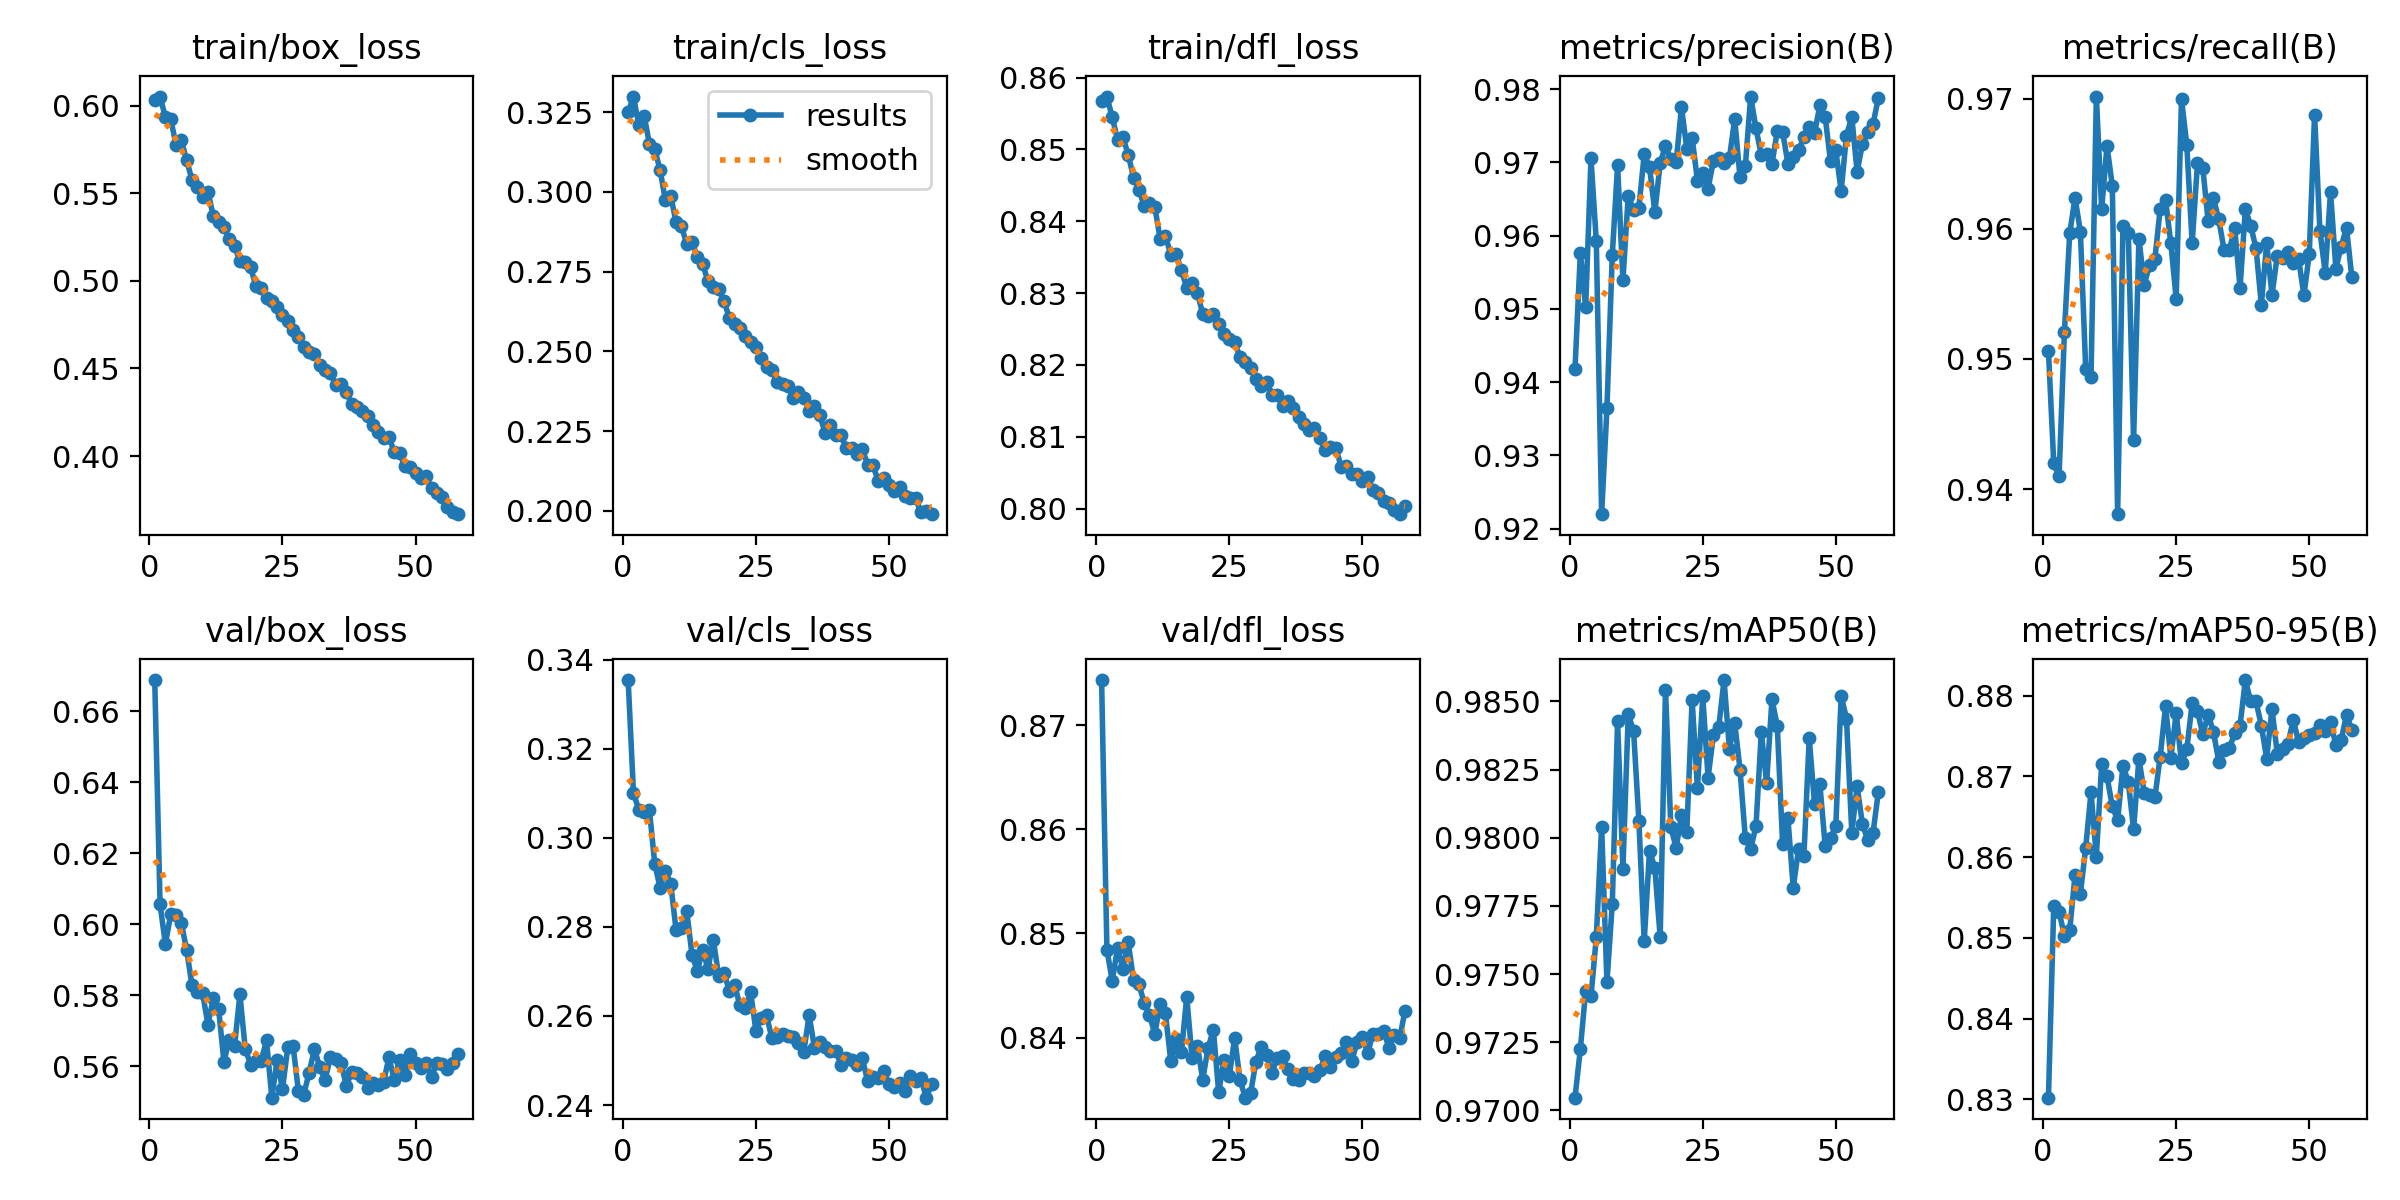 train/box_loss
0.60
0.55
0.50
0.45
0.40
0 25 50
train/cls_loss
0.325
0.300
0.275
0.250
0.225
0.200
results
smooth
0 25 50
train/dfl_loss
0.86
0.85
0.84
0.83
0.82
0.81
0.80
0 25 50
metrics/precision(B)
0.98
0.97
0.96
0.95
0.94
0.93
0.92
0 25 50
metrics/recall(B)
0.97
0.96
0.95
0.94
0 25 50
val/box_loss
0.66
0.64
0.62
0.60
0.58
0.56
0 25 50
val/cls_loss
0.34
0.32
0.30
0.28
0.26
0.24
0 25 50
val/dfl_loss
0.87
0.86
0.85
0.84
0 25 50
metrics/mAP50(B)
0.9850
0.9825
0.9800
0.9775
0.9750
0.9725
0.9700
0 25 50
metrics/mAP50-95(B)
0.88
0.87
0.86
0.85
0.84
0.83
0 25 50